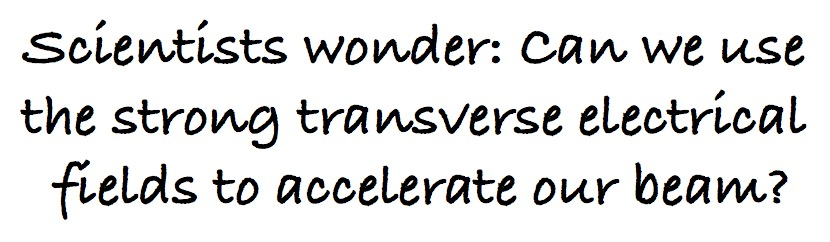 Scientists wonder: Can we use
the strong transverse electrical
fields to accelerate our beam?